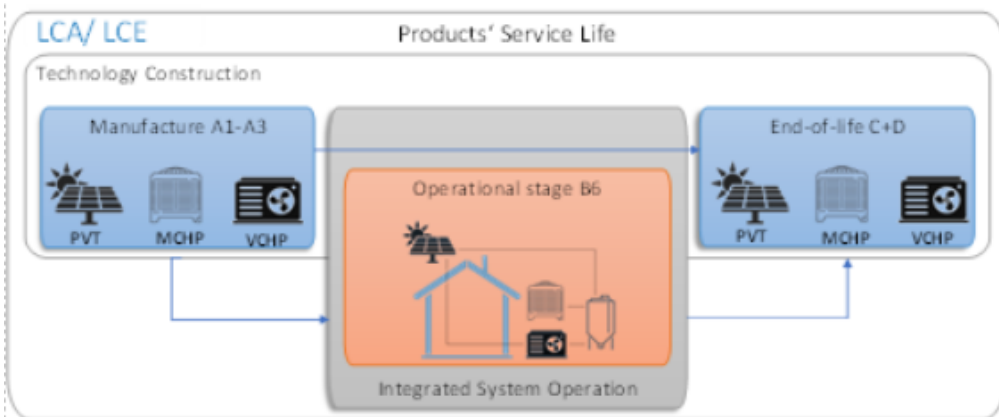 LCA/ LCE
Products' Service Life
Technology Construction
Manufacture A1-A3
PVT MCHP VCHP
Operational stage B6
Integrated System Operation
End-of-life C+D
PVT MCHP VCHP